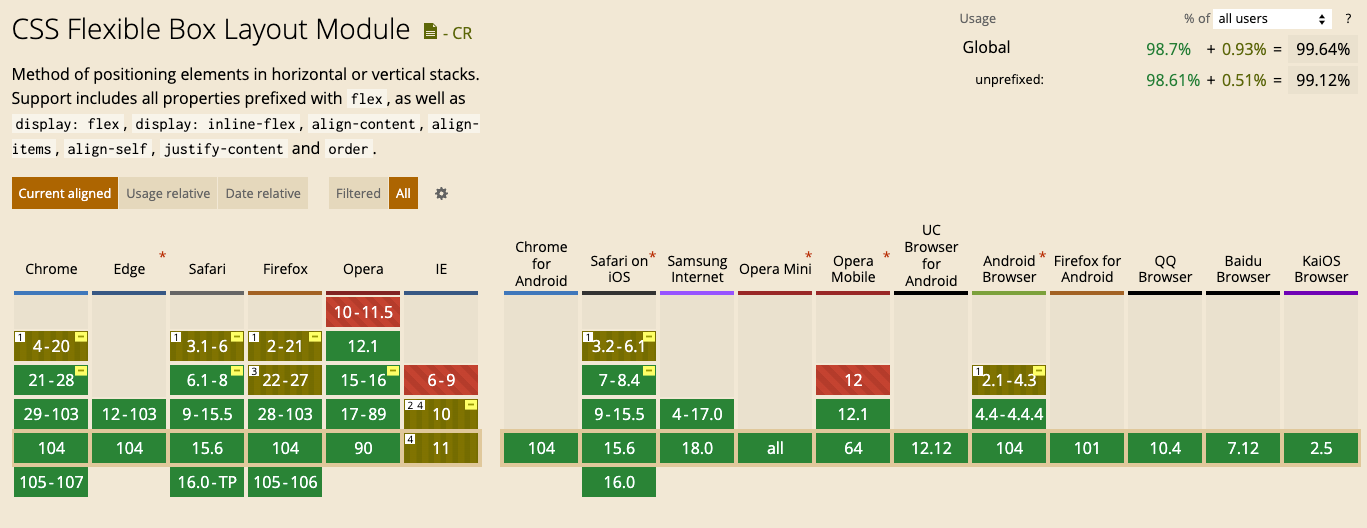 CSS Flexible Box Layout Module - CR
Usage % of all users ?
Global 98.7% + 0.93% = 99.64%
unprefixed: 98.61% + 0.51% = 99.12%
Method of positioning elements in horizontal or vertical stacks.
Support includes all properties prefixed with flex, as well as
display: flex, display: inline-flex, align-content, align-
items, align-self, justify-content and order.
Current aligned Usage relative Date relative Filtered All
Chrome
4-20 1
21-28
29-103
104
105-107
Edge *
12-103
104
Safari
3.1-6 1
6.1-8
9-15.5
15.6
16.0-TP
Firefox
2-21 1
22-27 3
28-103
104
105-106
Opera
10-11.5
12.1
15-16
17-89
90
IE
6-9
10 2 4
11 4
Chrome
for
Android
104
Safari on *
iOS
3.2-6.1 1
7-8.4
9-15.5
15.6
16.0
Samsung
Internet
4-17.0
18.0
Opera Mini *
all
Opera *
Mobile
12
12.1
64
UC
Browser
for
Android
12.12
Android *
Browser
2.1-4.3 1
4.4-4.4.4
104
Firefox for
Android
101
QQ
Browser
10.4
Baidu
Browser
7.12
KaiOS
Browser
2.5